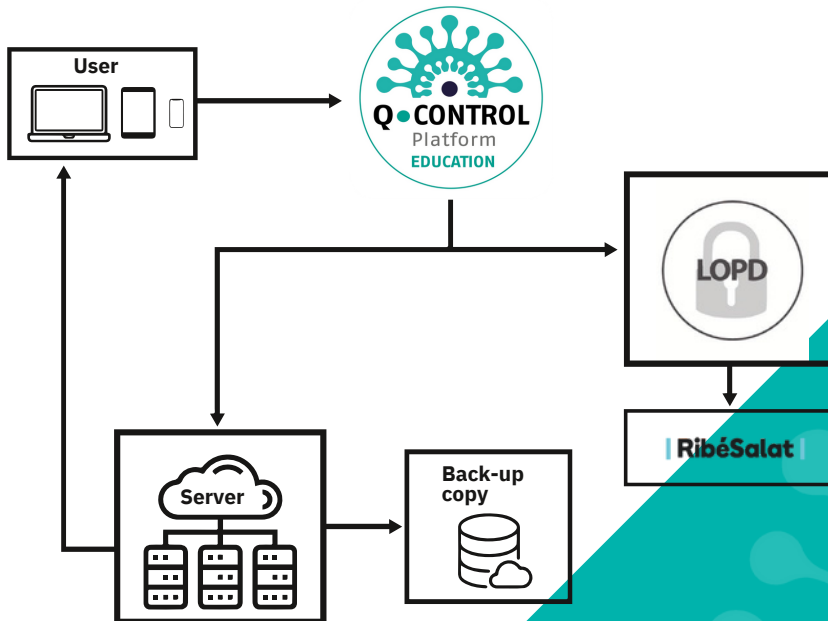 User
Q CONTROL
Platform
EDUCATION
LOPD
RibéSalat
Server
Back-up
copy